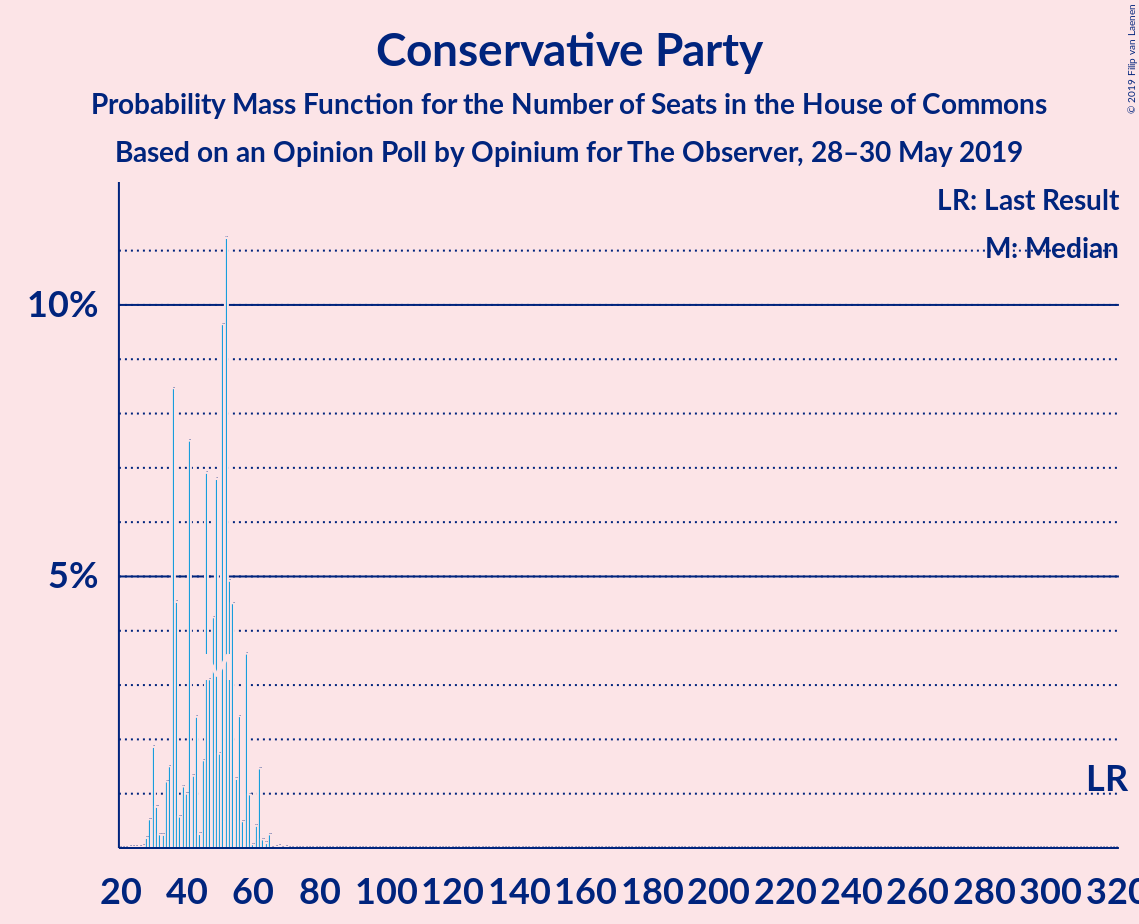 Conservative Party
Probability Mass Function for the Number of Seats in the House of Commons
Based on an Opinion Poll by Opinium for The Observer, 28–30 May 2019
© 2019 Filip van Laenen
LR: Last Result
M: Median
10%
5%
LR
20 40 60 80 100 120 140 160 180 200 220 240 260 280 300 320